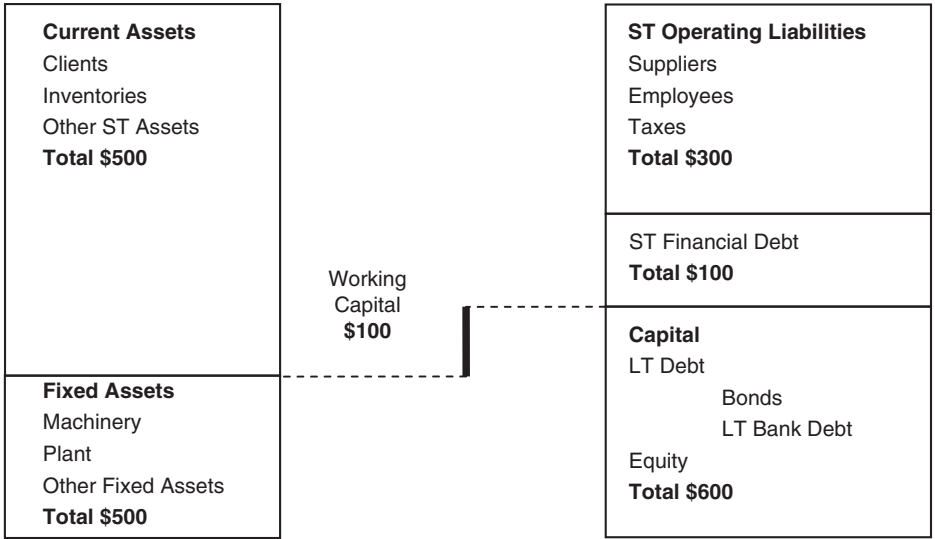 Current Assets
Clients
Inventories
Other ST Assets
Total $500
Fixed Assets
Machinery
Plant
Other Fixed Assets
Total $500
Working
Capital
$100
ST Operating Liabilities
Suppliers
Employees
Taxes
Total $300
ST Financial Debt
Total $100
Capital
LT Debt
Bonds
LT Bank Debt
Equity
Total $600